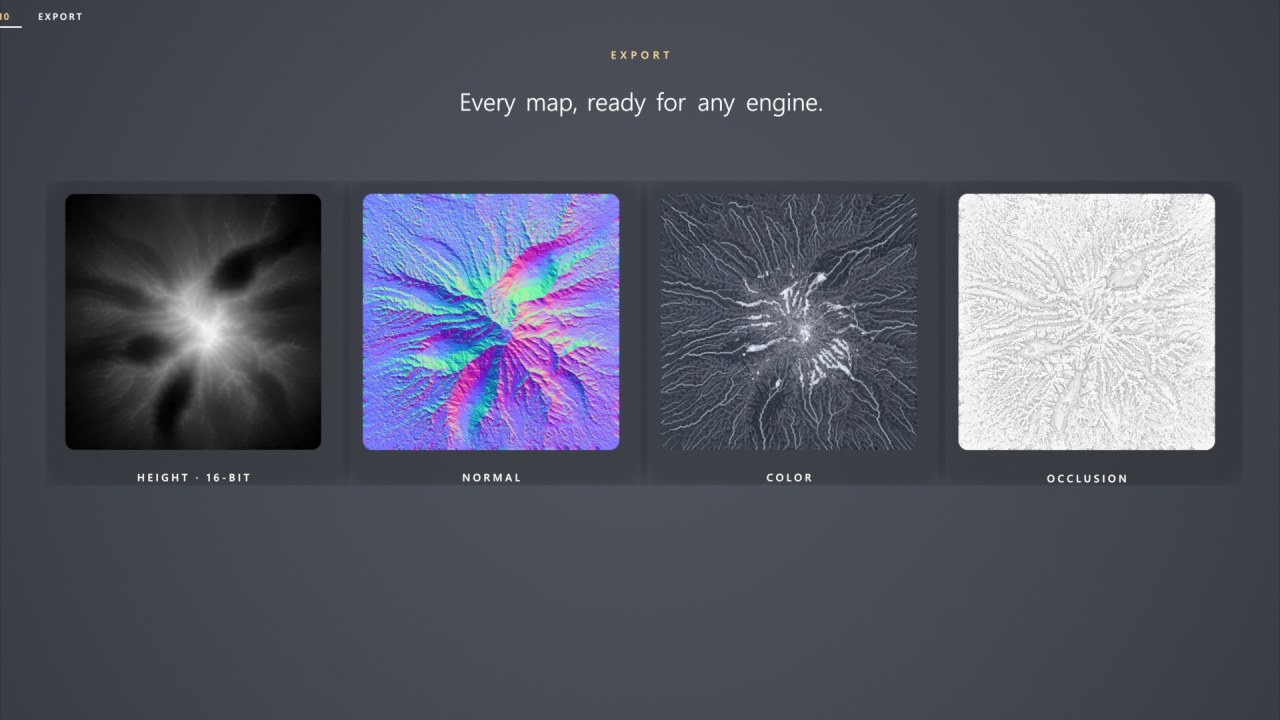 EXPORT
EXPORT
Every map, ready for any engine.
HEIGHT · 16-BIT
NORMAL
COLOR
OCCLUSION